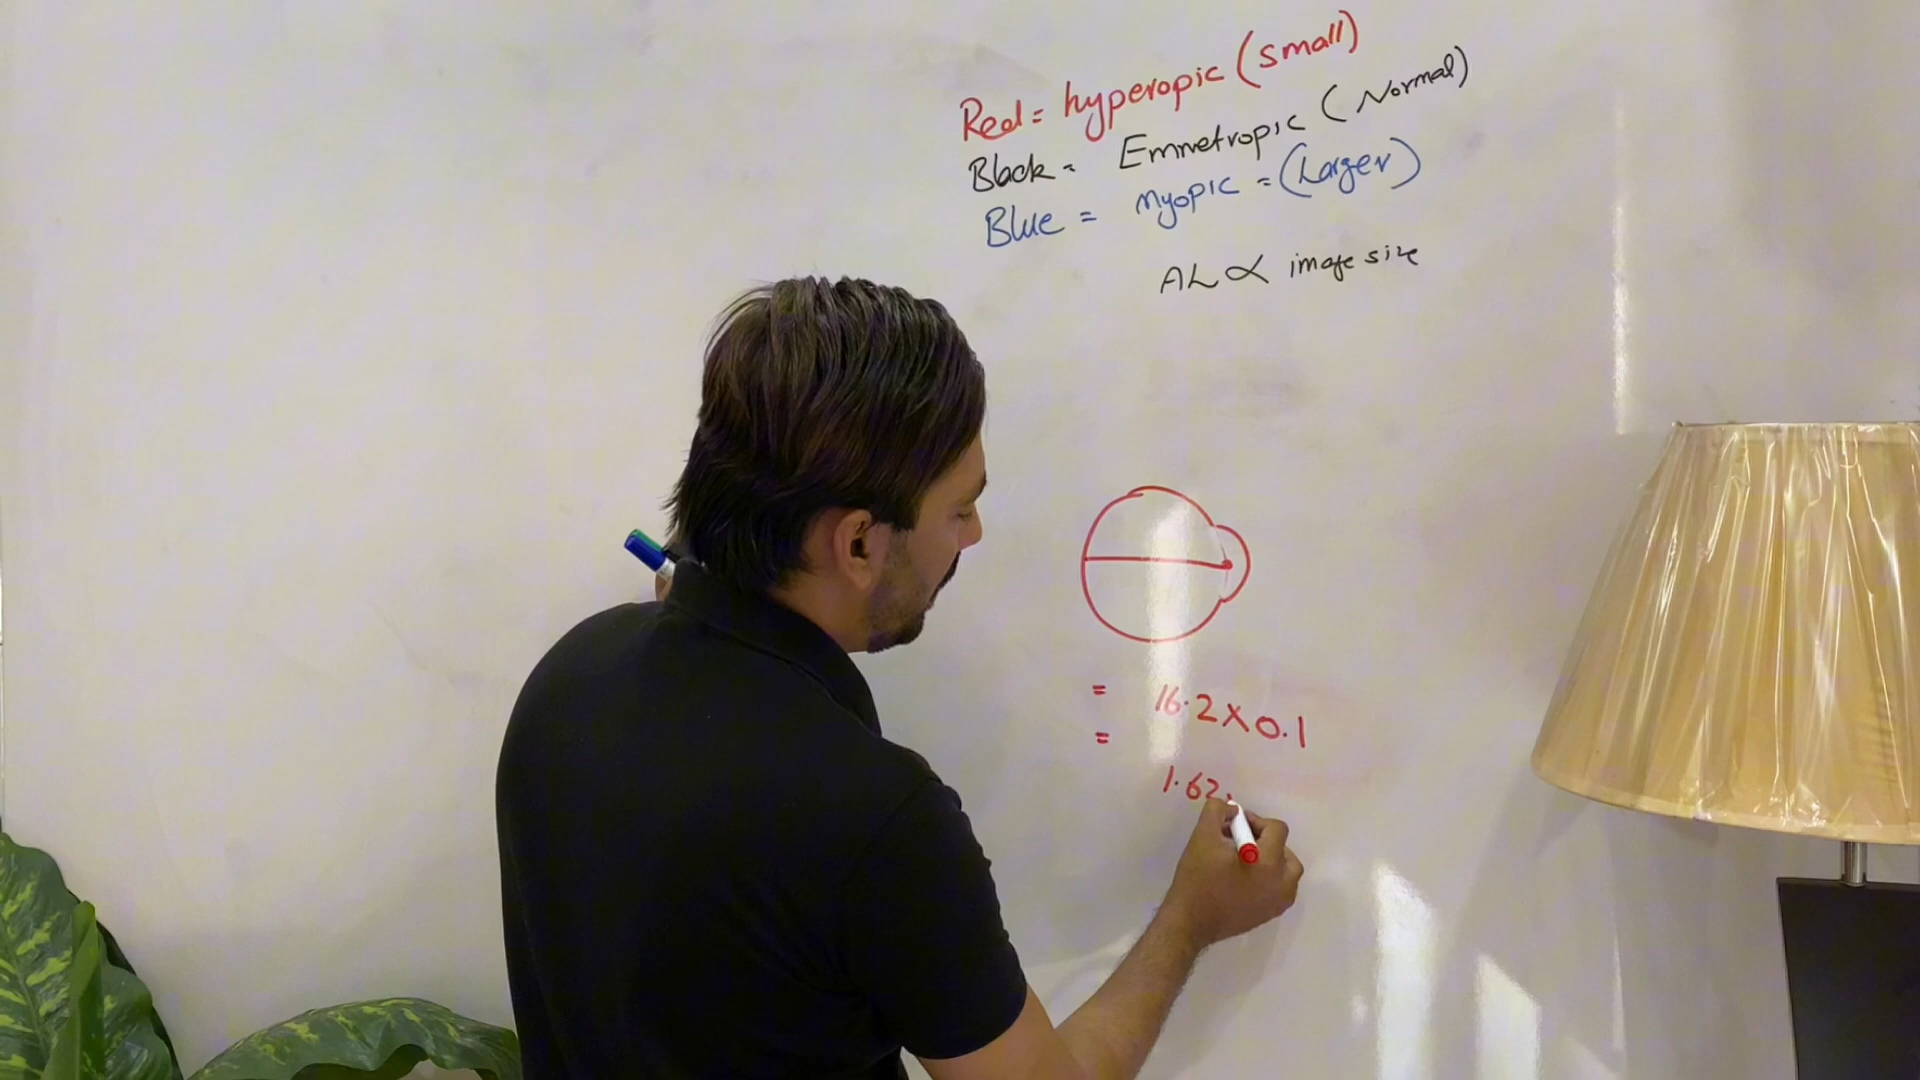 Red = hyperopic (small)
Black = Emmetropic (Normal)
Blue = myopic = (Larger)
AL ∝ image size
= 16.2 x 0.1
=
1.62